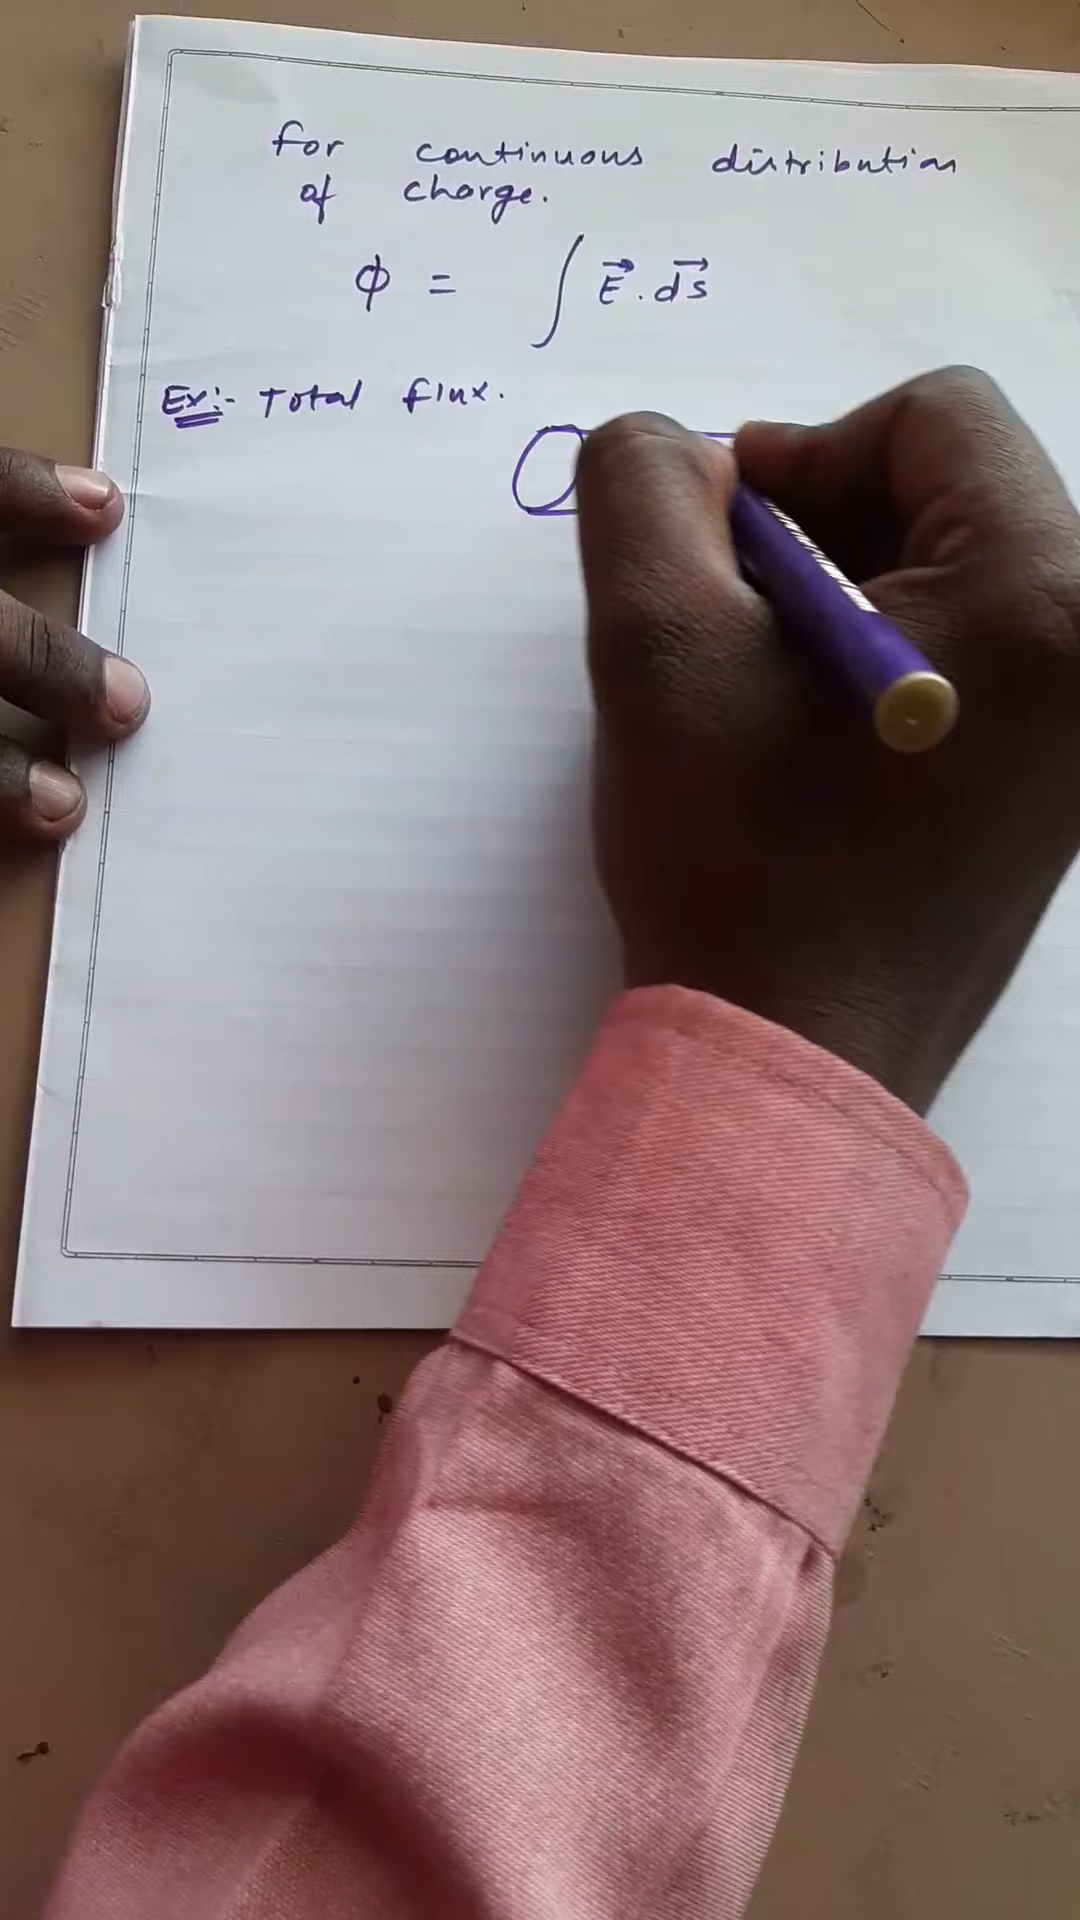 for continuous distribution
of charge.
ϕ = ∫ E⃗ . ds⃗
Ex:- Total flux.